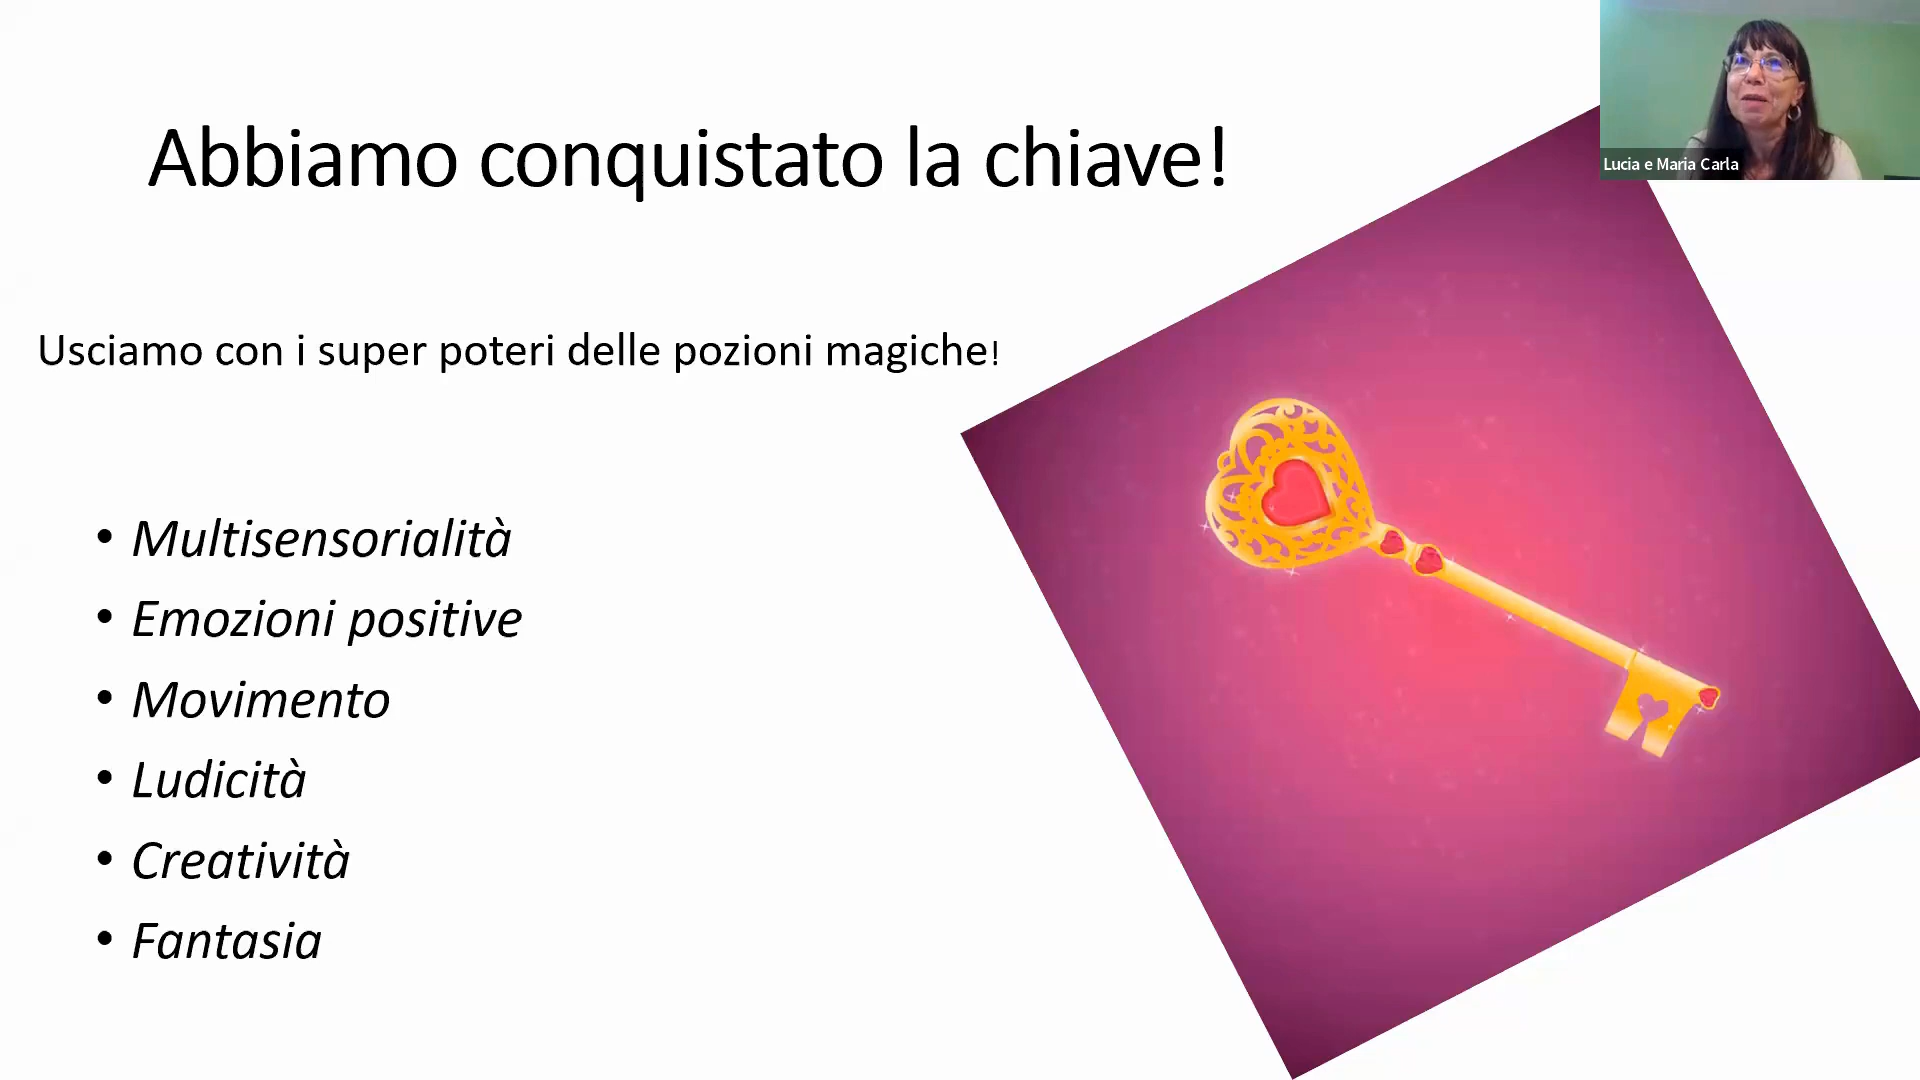 Abbiamo conquistato la chiave!
Lucia e Maria Carla
Usciamo con i super poteri delle pozioni magiche!
• Multisensorialità
• Emozioni positive
• Movimento
• Ludicità
• Creatività
• Fantasia